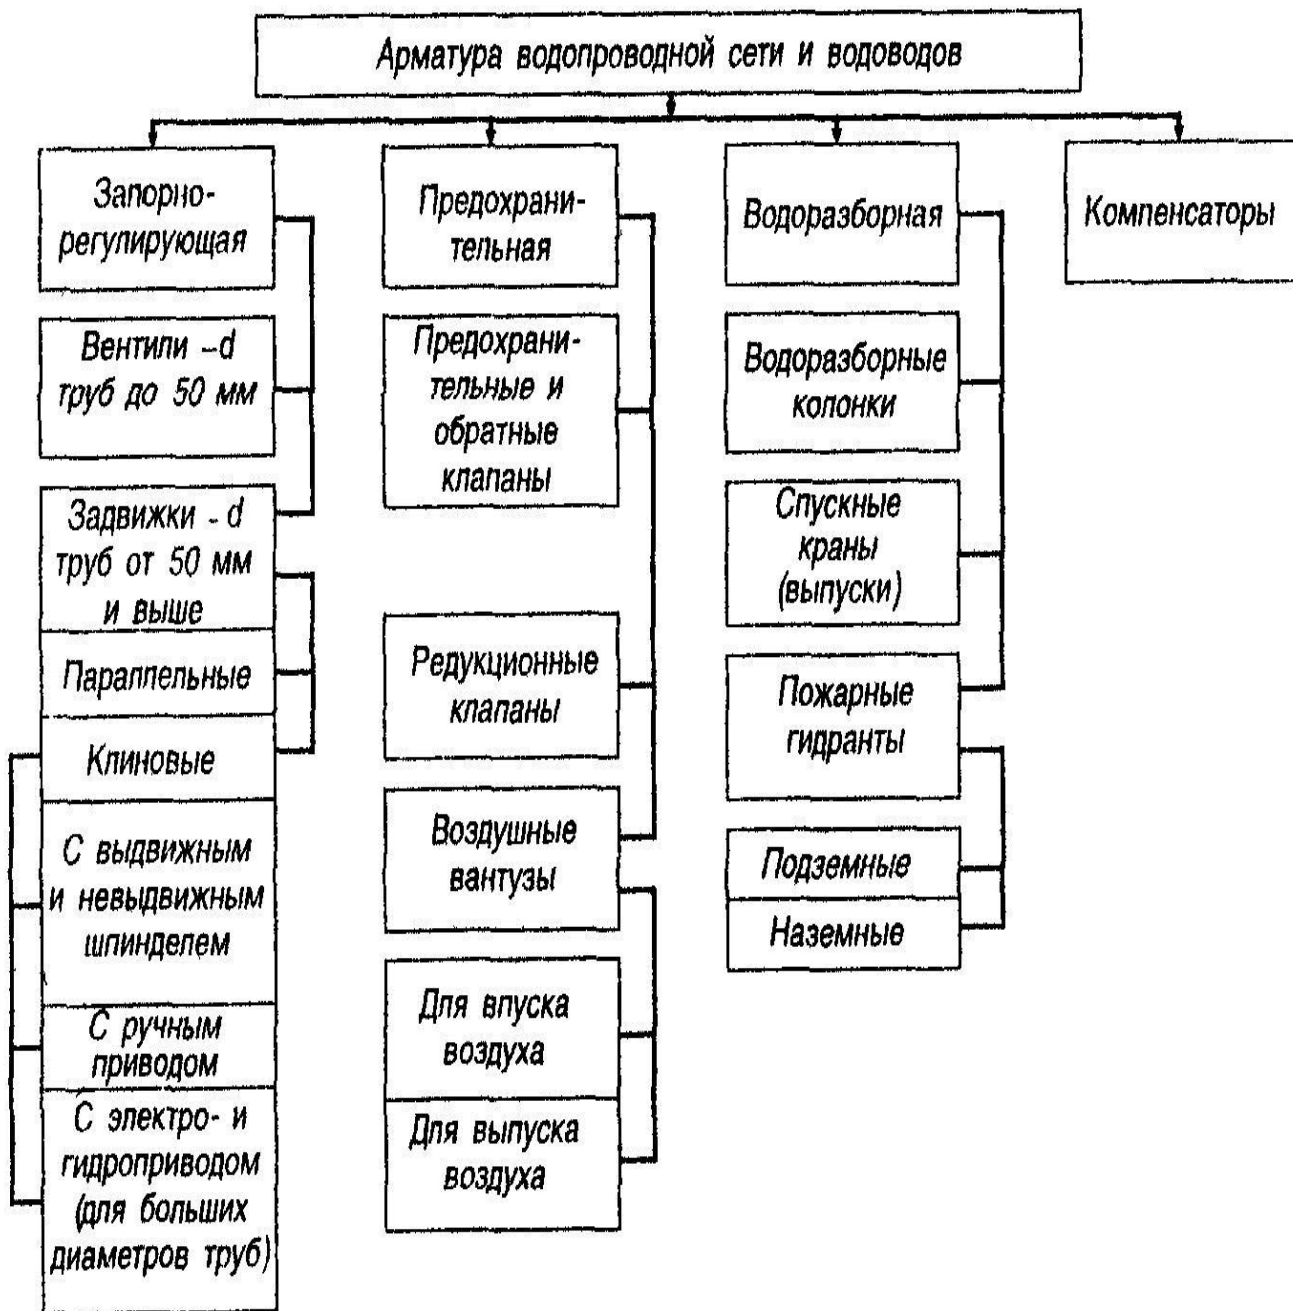 Арматура водопроводной сети и водоводов
Запорно-
регулирующая
Вентили –d
труб до 50 мм
Задвижки - d
труб от 50 мм
и выше
Параллельные
Клиновые
С выдвижным
и невыдвижным
шпинделем
С ручным
приводом
С электро- и
гидроприводом
(для больших
диаметров труб)
Предохрани-
тельная
Предохрани-
тельные и
обратные
клапаны
Редукционные
клапаны
Воздушные
вантузы
Для впуска
воздуха
Для выпуска
воздуха
Водоразборная
Водоразборные
колонки
Спускные
краны
(выпуски)
Пожарные
гидранты
Подземные
Наземные
Компенсаторы